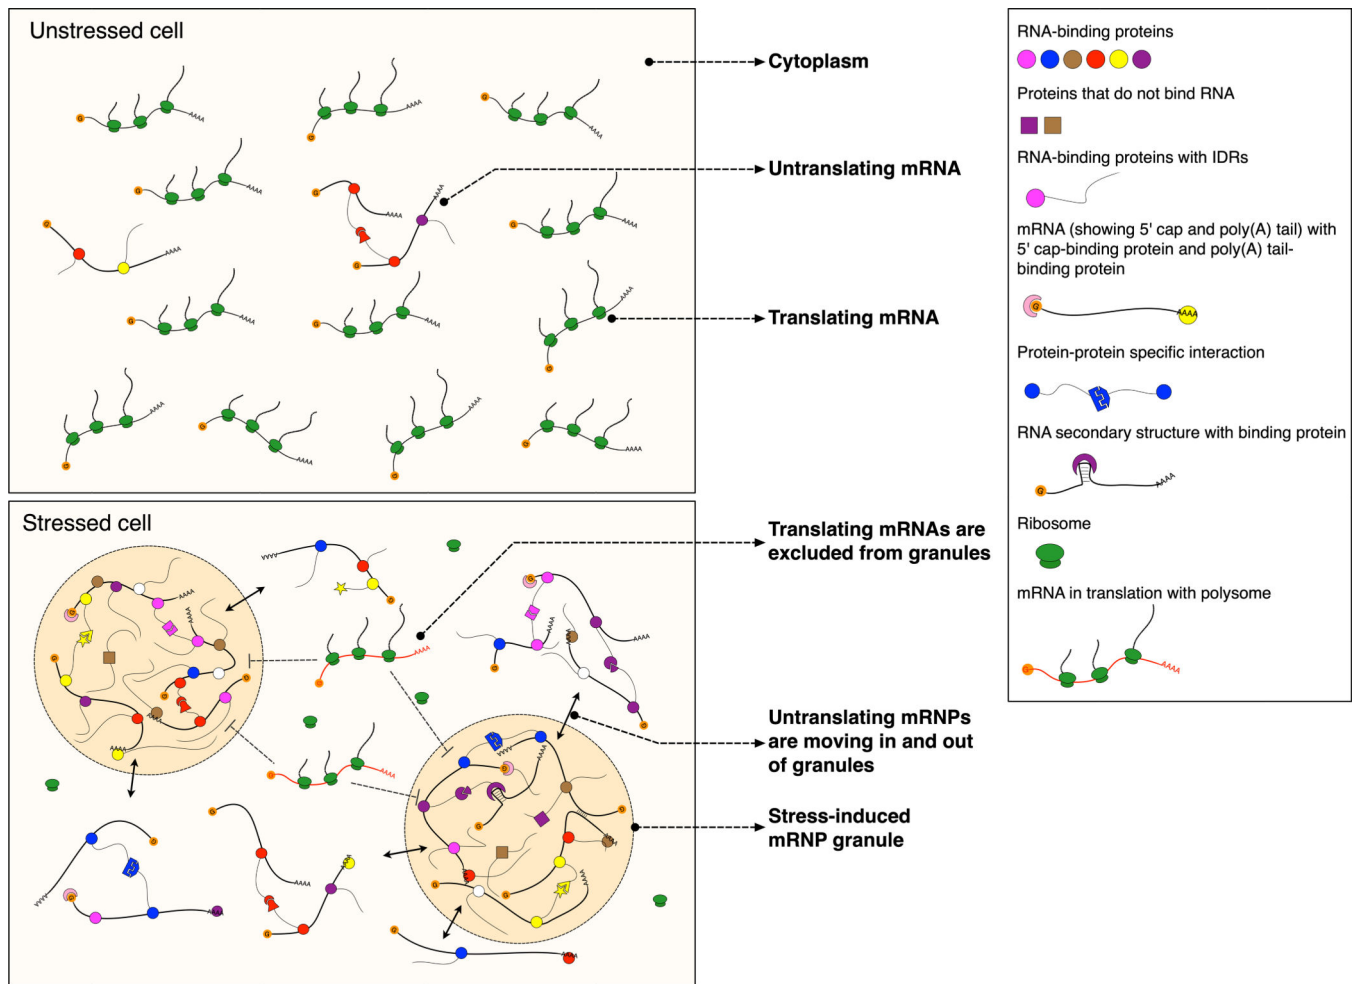 Unstressed cell
Cytoplasm
Untranslating mRNA
Translating mRNA
Stressed cell
Translating mRNAs are
excluded from granules
Untranslating mRNPs
are moving in and out
of granules
Stress-induced
mRNP granule
RNA-binding proteins
Proteins that do not bind RNA
RNA-binding proteins with IDRs
mRNA (showing 5' cap and poly(A) tail) with
5' cap-binding protein and poly(A) tail-
binding protein
G
AAAA
Protein-protein specific interaction
RNA secondary structure with binding protein
G
AAAA
Ribosome
mRNA in translation with polysome
G
AAAA